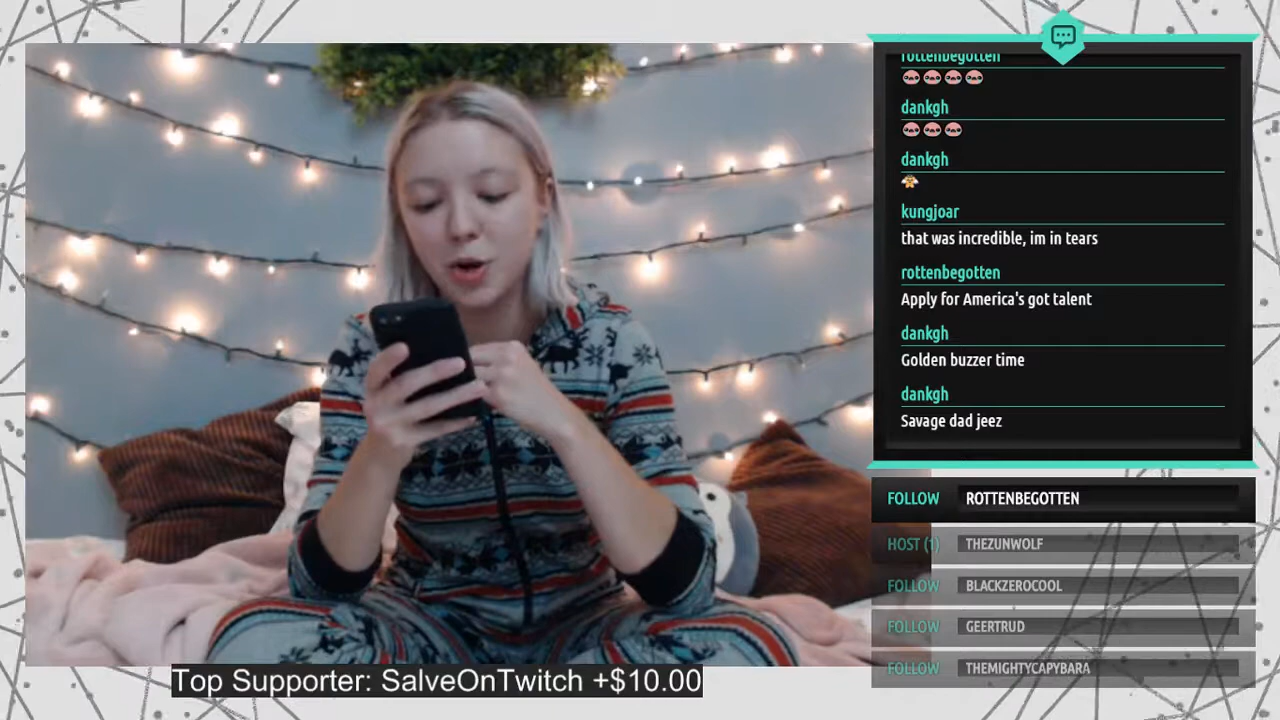 rottenbegotten
dankgh
dankgh
kungjoar
that was incredible, im in tears
rottenbegotten
Apply for America's got talent
dankgh
Golden buzzer time
dankgh
Savage dad jeez
FOLLOW ROTTENBEGOTTEN
HOST (1) THEZUNWOLF
FOLLOW BLACKZEROCOOL
FOLLOW GEERTRUD
FOLLOW THEMIGHTYCAPYBARA
Top Supporter: SalveOnTwitch +$10.00